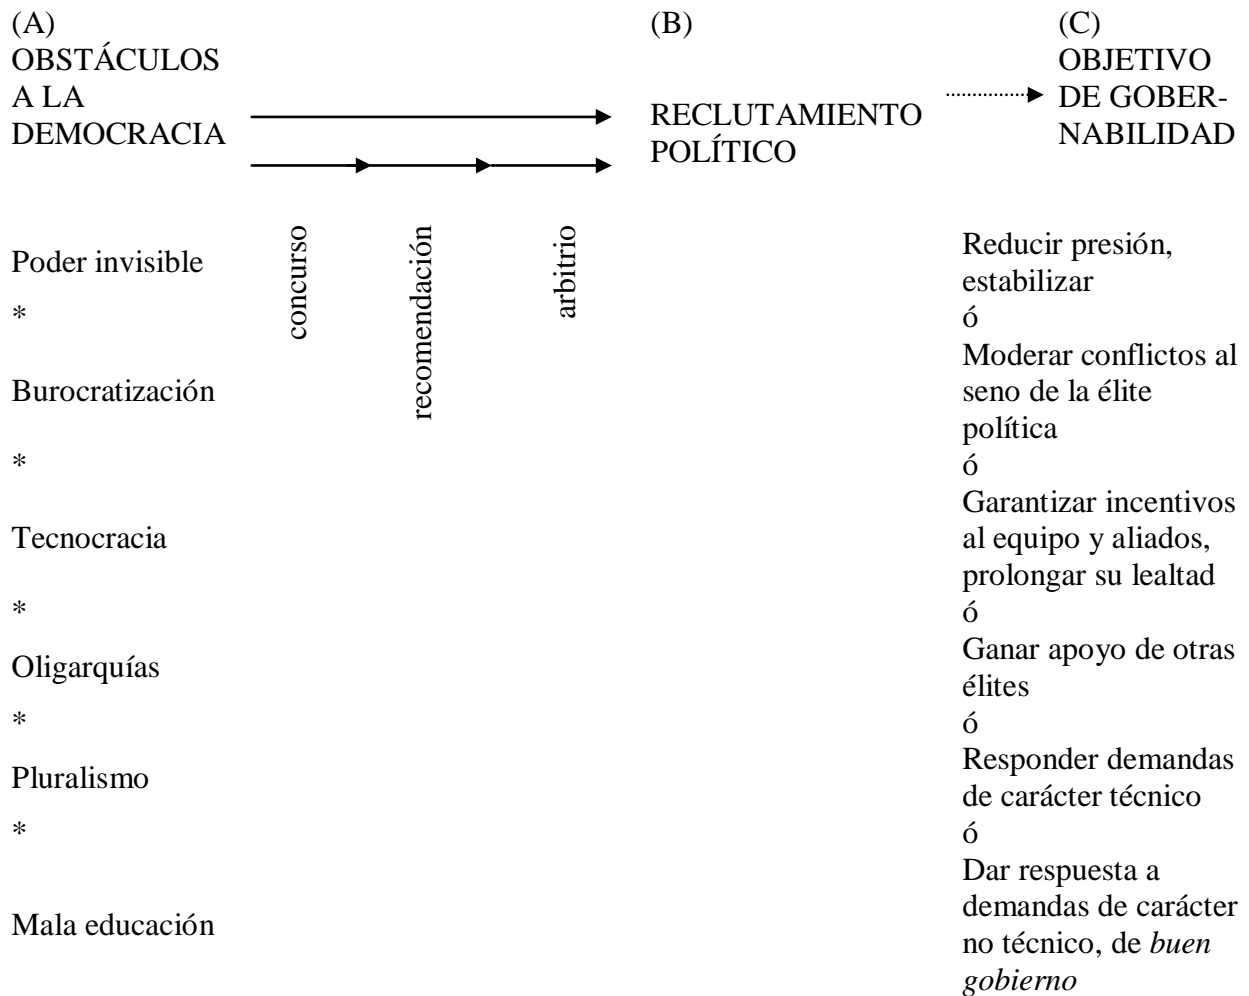 (A)
OBSTÁCULOS
A LA
DEMOCRACIA
(B)
RECLUTAMIENTO
POLÍTICO
(C)
OBJETIVO
DE GOBER-
NABILIDAD
concurso
recomendación
arbitrio
Poder invisible
*
Burocratización
*
Tecnocracia
*
Oligarquías
*
Pluralismo
*
Mala educación
Reducir presión,
estabilizar
ó
Moderar conflictos al
seno de la élite
política
ó
Garantizar incentivos
al equipo y aliados,
prolongar su lealtad
ó
Ganar apoyo de otras
élites
ó
Responder demandas
de carácter técnico
ó
Dar respuesta a
demandas de carácter
no técnico, de buen
gobierno